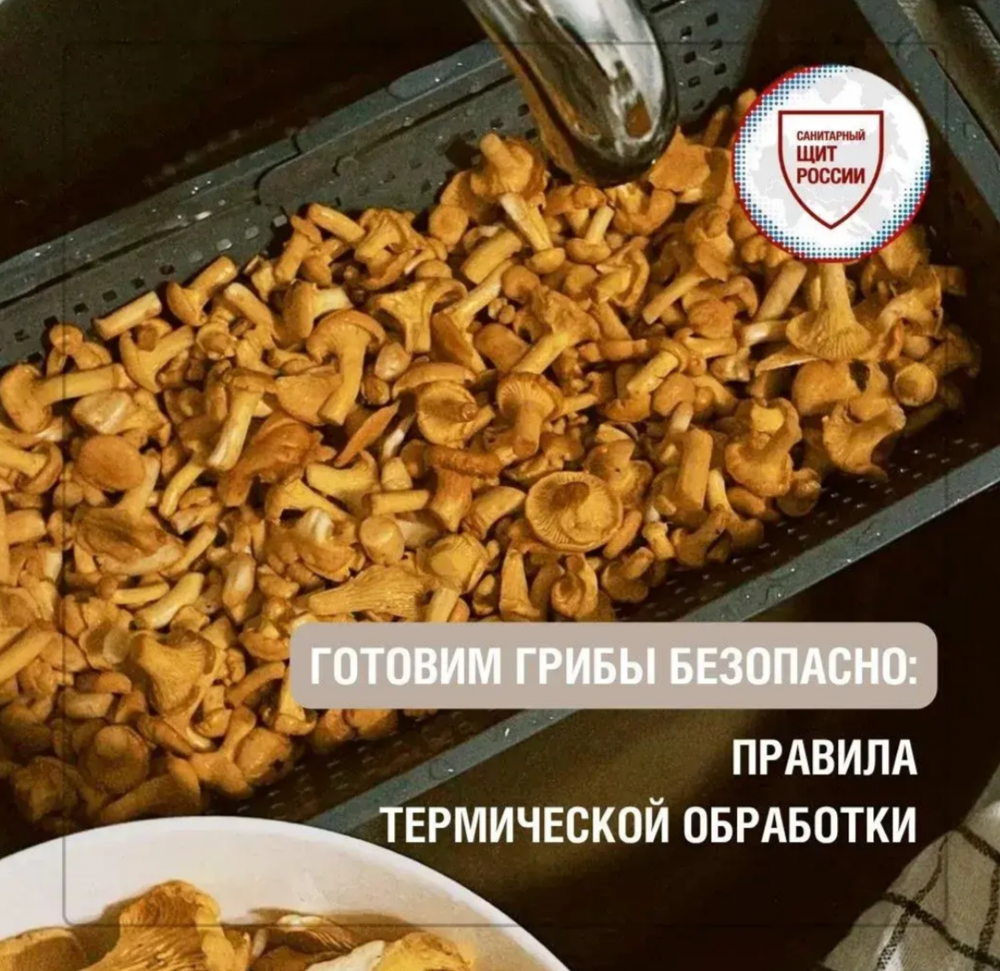 САНИТАРНЫЙ
ЩИТ
РОССИИ
ГОТОВИМ ГРИБЫ БЕЗОПАСНО:
ПРАВИЛА
ТЕРМИЧЕСКОЙ ОБРАБОТКИ